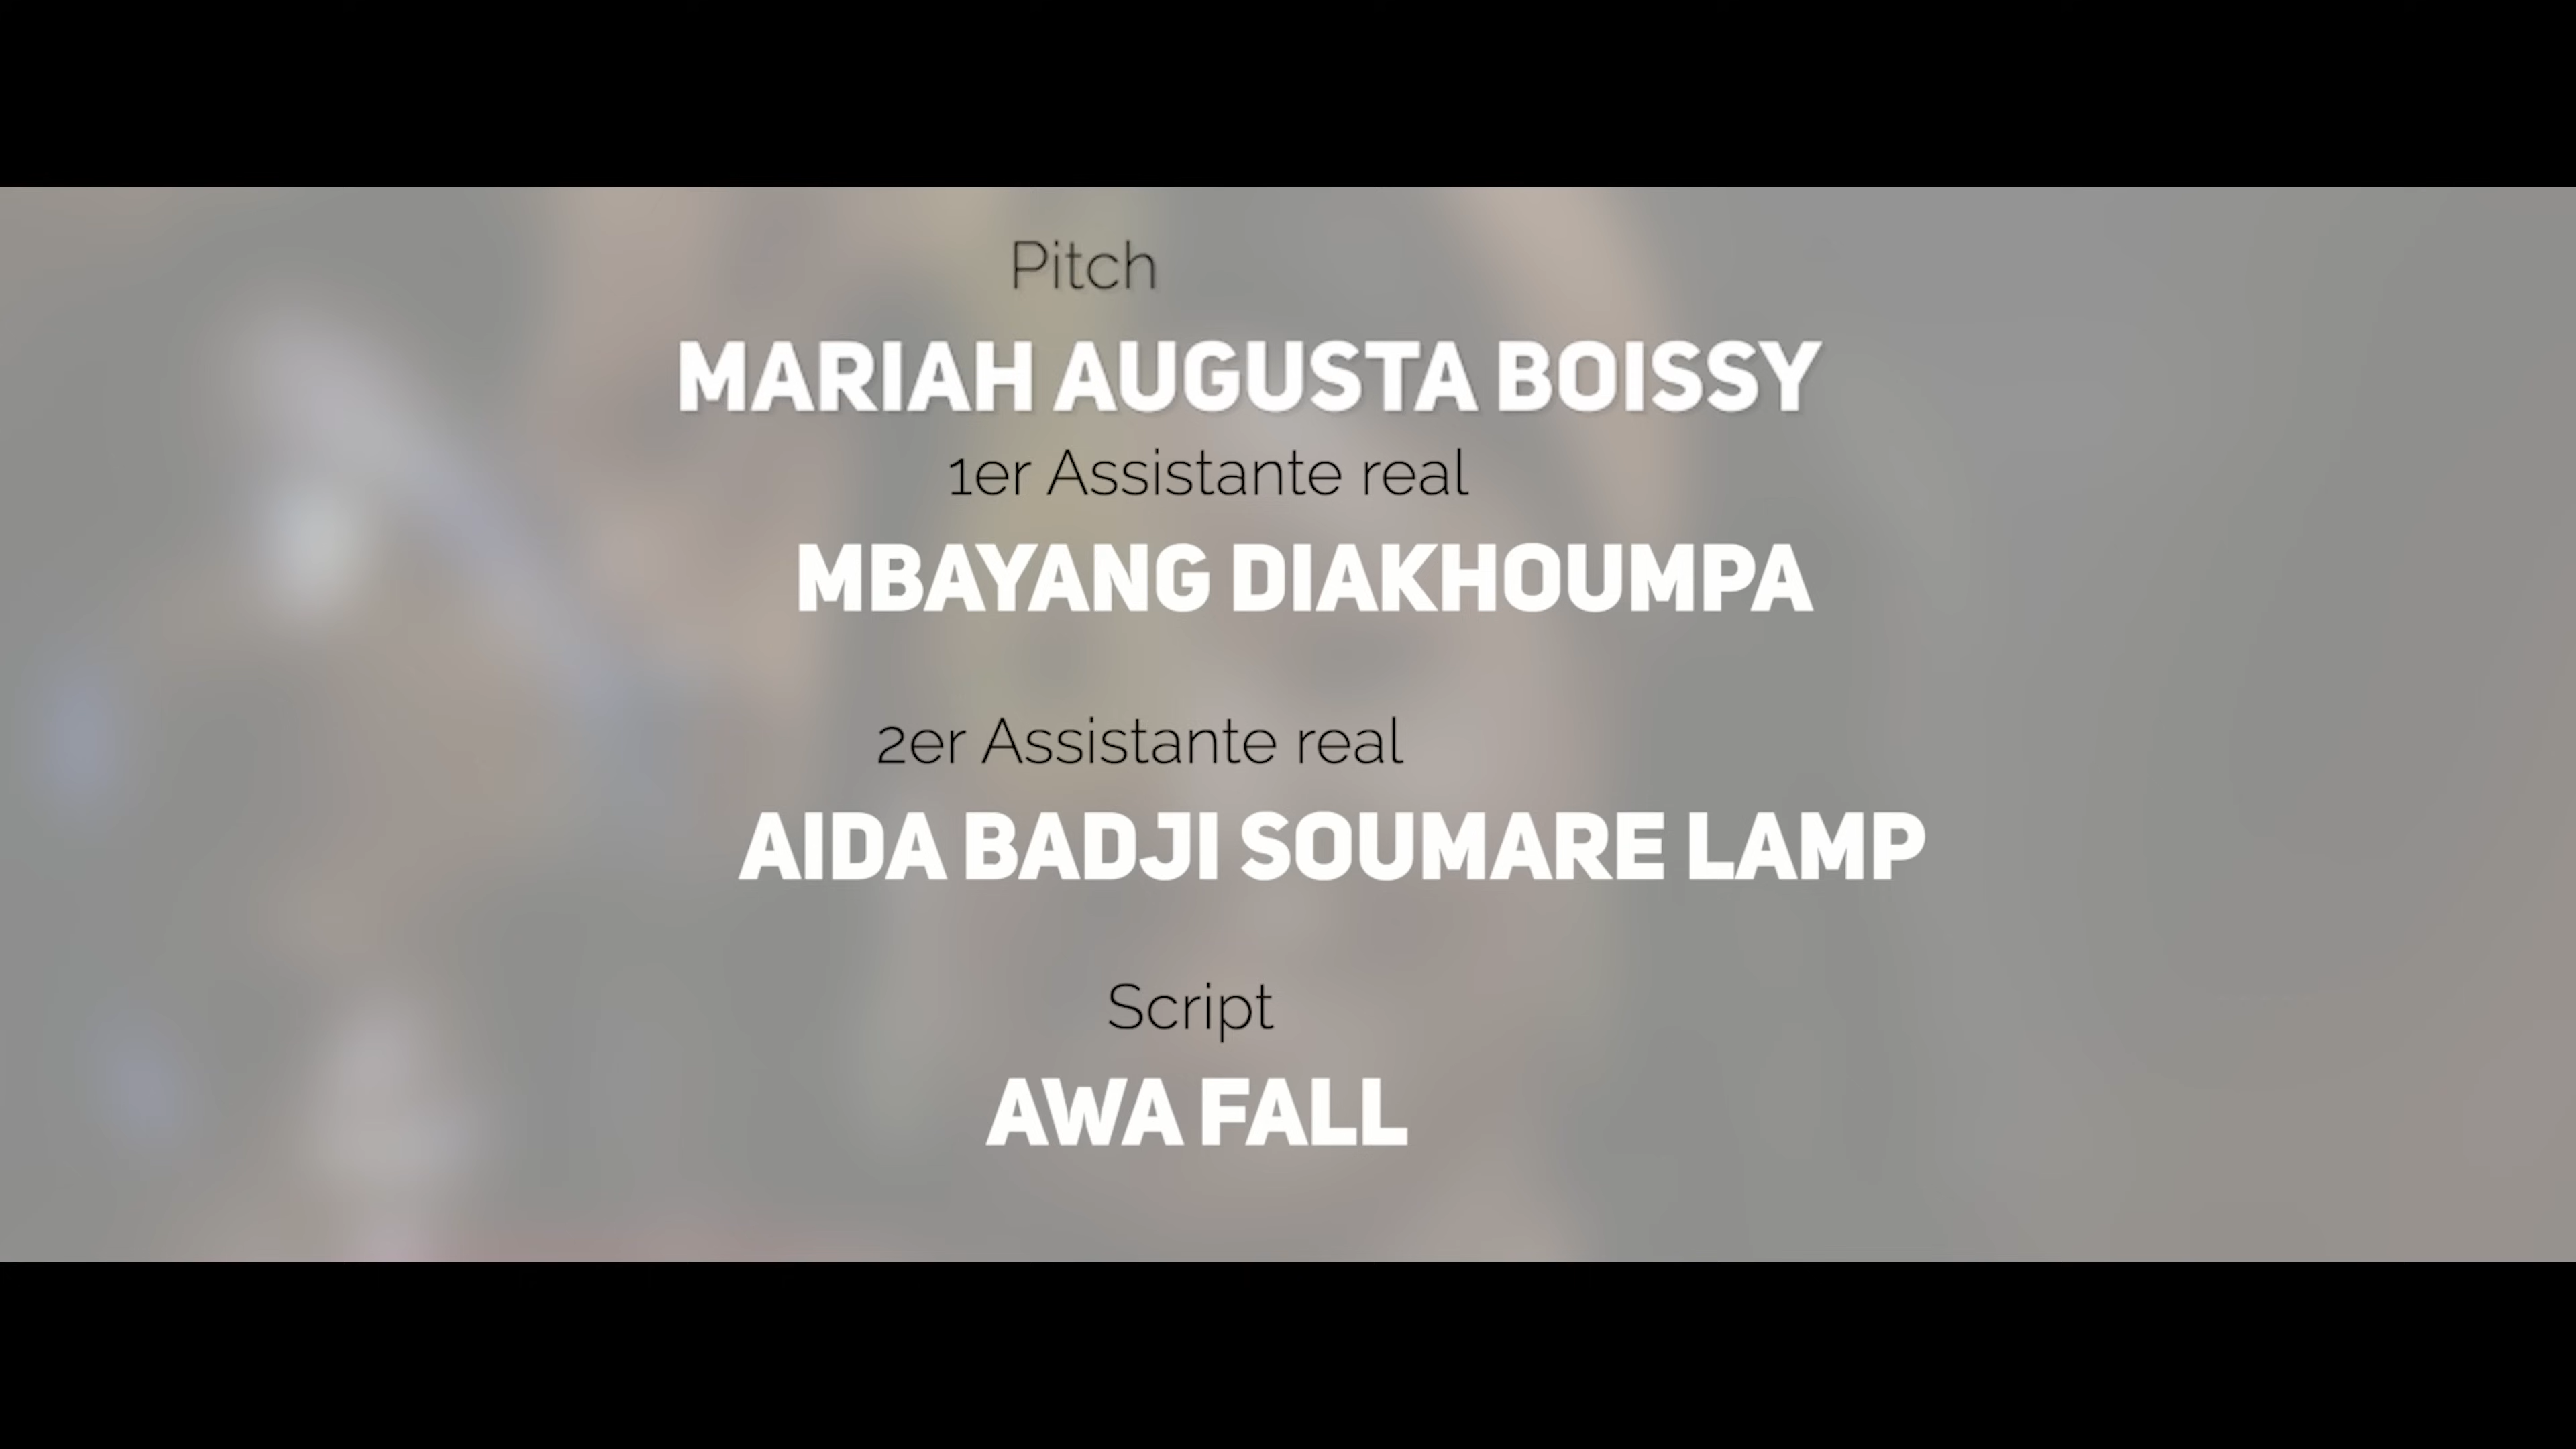 Pitch
MARIAH AUGUSTA BOISSY
1er Assistante real
MBAYANG DIAKHOUMPA
2er Assistante real
AIDA BADJI SOUMARE LAMP
Script
AWA FALL